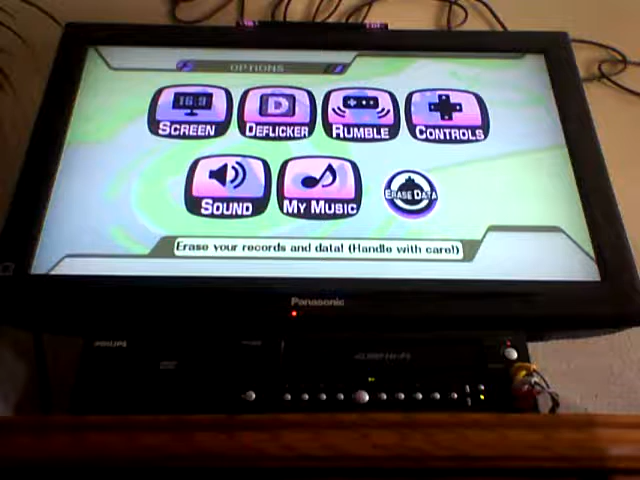 OPTIONS
16:9
D
SCREEN
DEFLICKER
RUMBLE
CONTROLS
SOUND
MY MUSIC
ERASE DATA
Erase your records and data! (Handle with care!)
Panasonic
PHILIPS